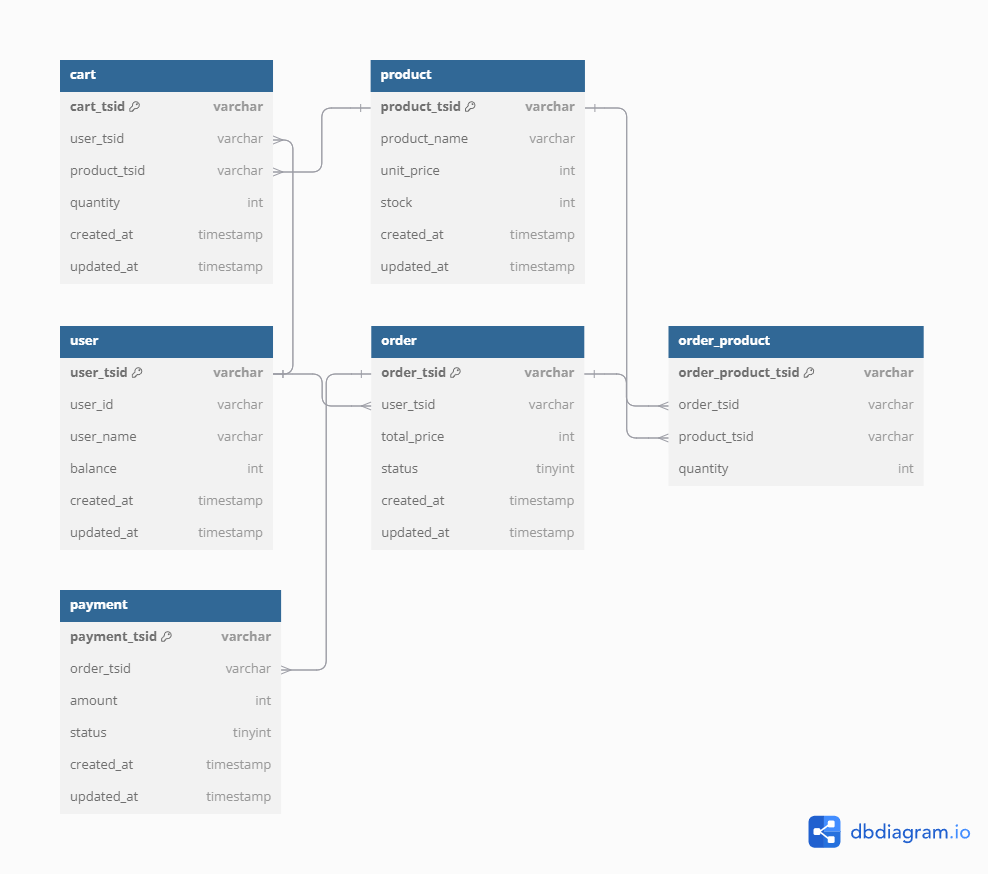 cart
cart_tsid varchar
user_tsid varchar
product_tsid varchar
quantity int
created_at timestamp
updated_at timestamp
product
product_tsid varchar
product_name varchar
unit_price int
stock int
created_at timestamp
updated_at timestamp
user
user_tsid varchar
user_id varchar
user_name varchar
balance int
created_at timestamp
updated_at timestamp
order
order_tsid varchar
user_tsid varchar
total_price int
status tinyint
created_at timestamp
updated_at timestamp
order_product
order_product_tsid varchar
order_tsid varchar
product_tsid varchar
quantity int
payment
payment_tsid varchar
order_tsid varchar
amount int
status tinyint
created_at timestamp
updated_at timestamp
dbdiagram.io